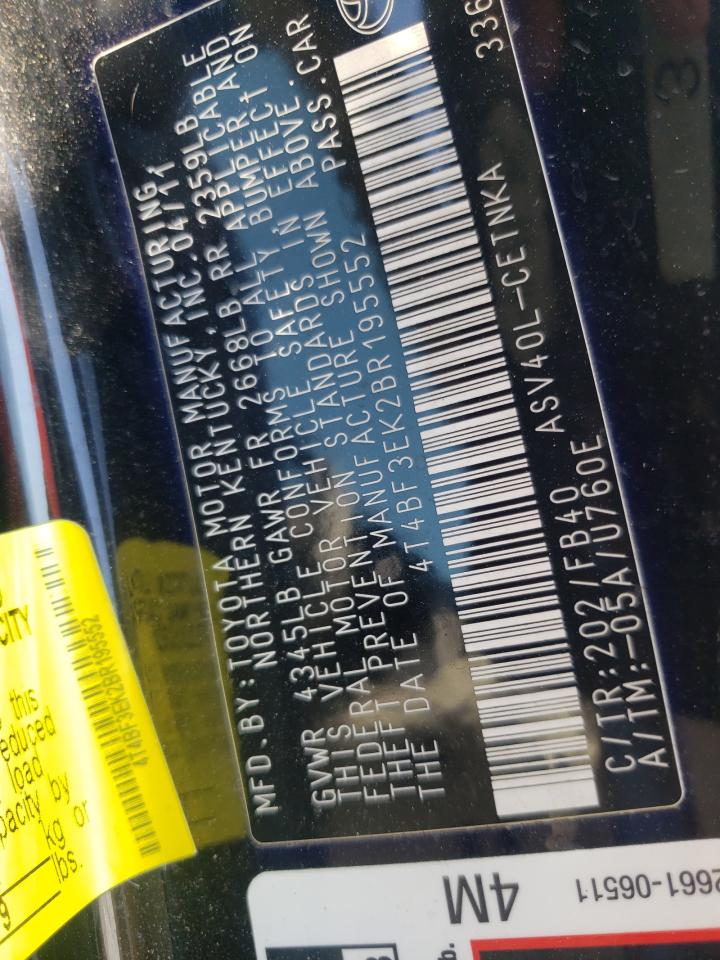 MFD.BY:TOYOTA MOTOR MANUFACTURING,
NORTHERN KENTUCKY, INC. 04/11
GVWR 4345LB GAWR FR 2668LB RR 2359LB
THIS VEHICLE CONFORMS TO ALL APPLICABLE
FEDERAL MOTOR VEHICLE SAFETY BUMPER AND
THEFT PREVENTION STANDARDS IN EFFECT ON
THE DATE OF MANUFACTURE SHOWN ABOVE.
4T4BF3EK2BR195552 PASS.CAR
336
ASV40L-CETNKA
C/TR:202/FB40
A/TM:-05A/U760E
CITY
this
reduced
load
capacity by
kg or
lbs.
4T4BF3EK2BR195552
4M
2661-06511
3